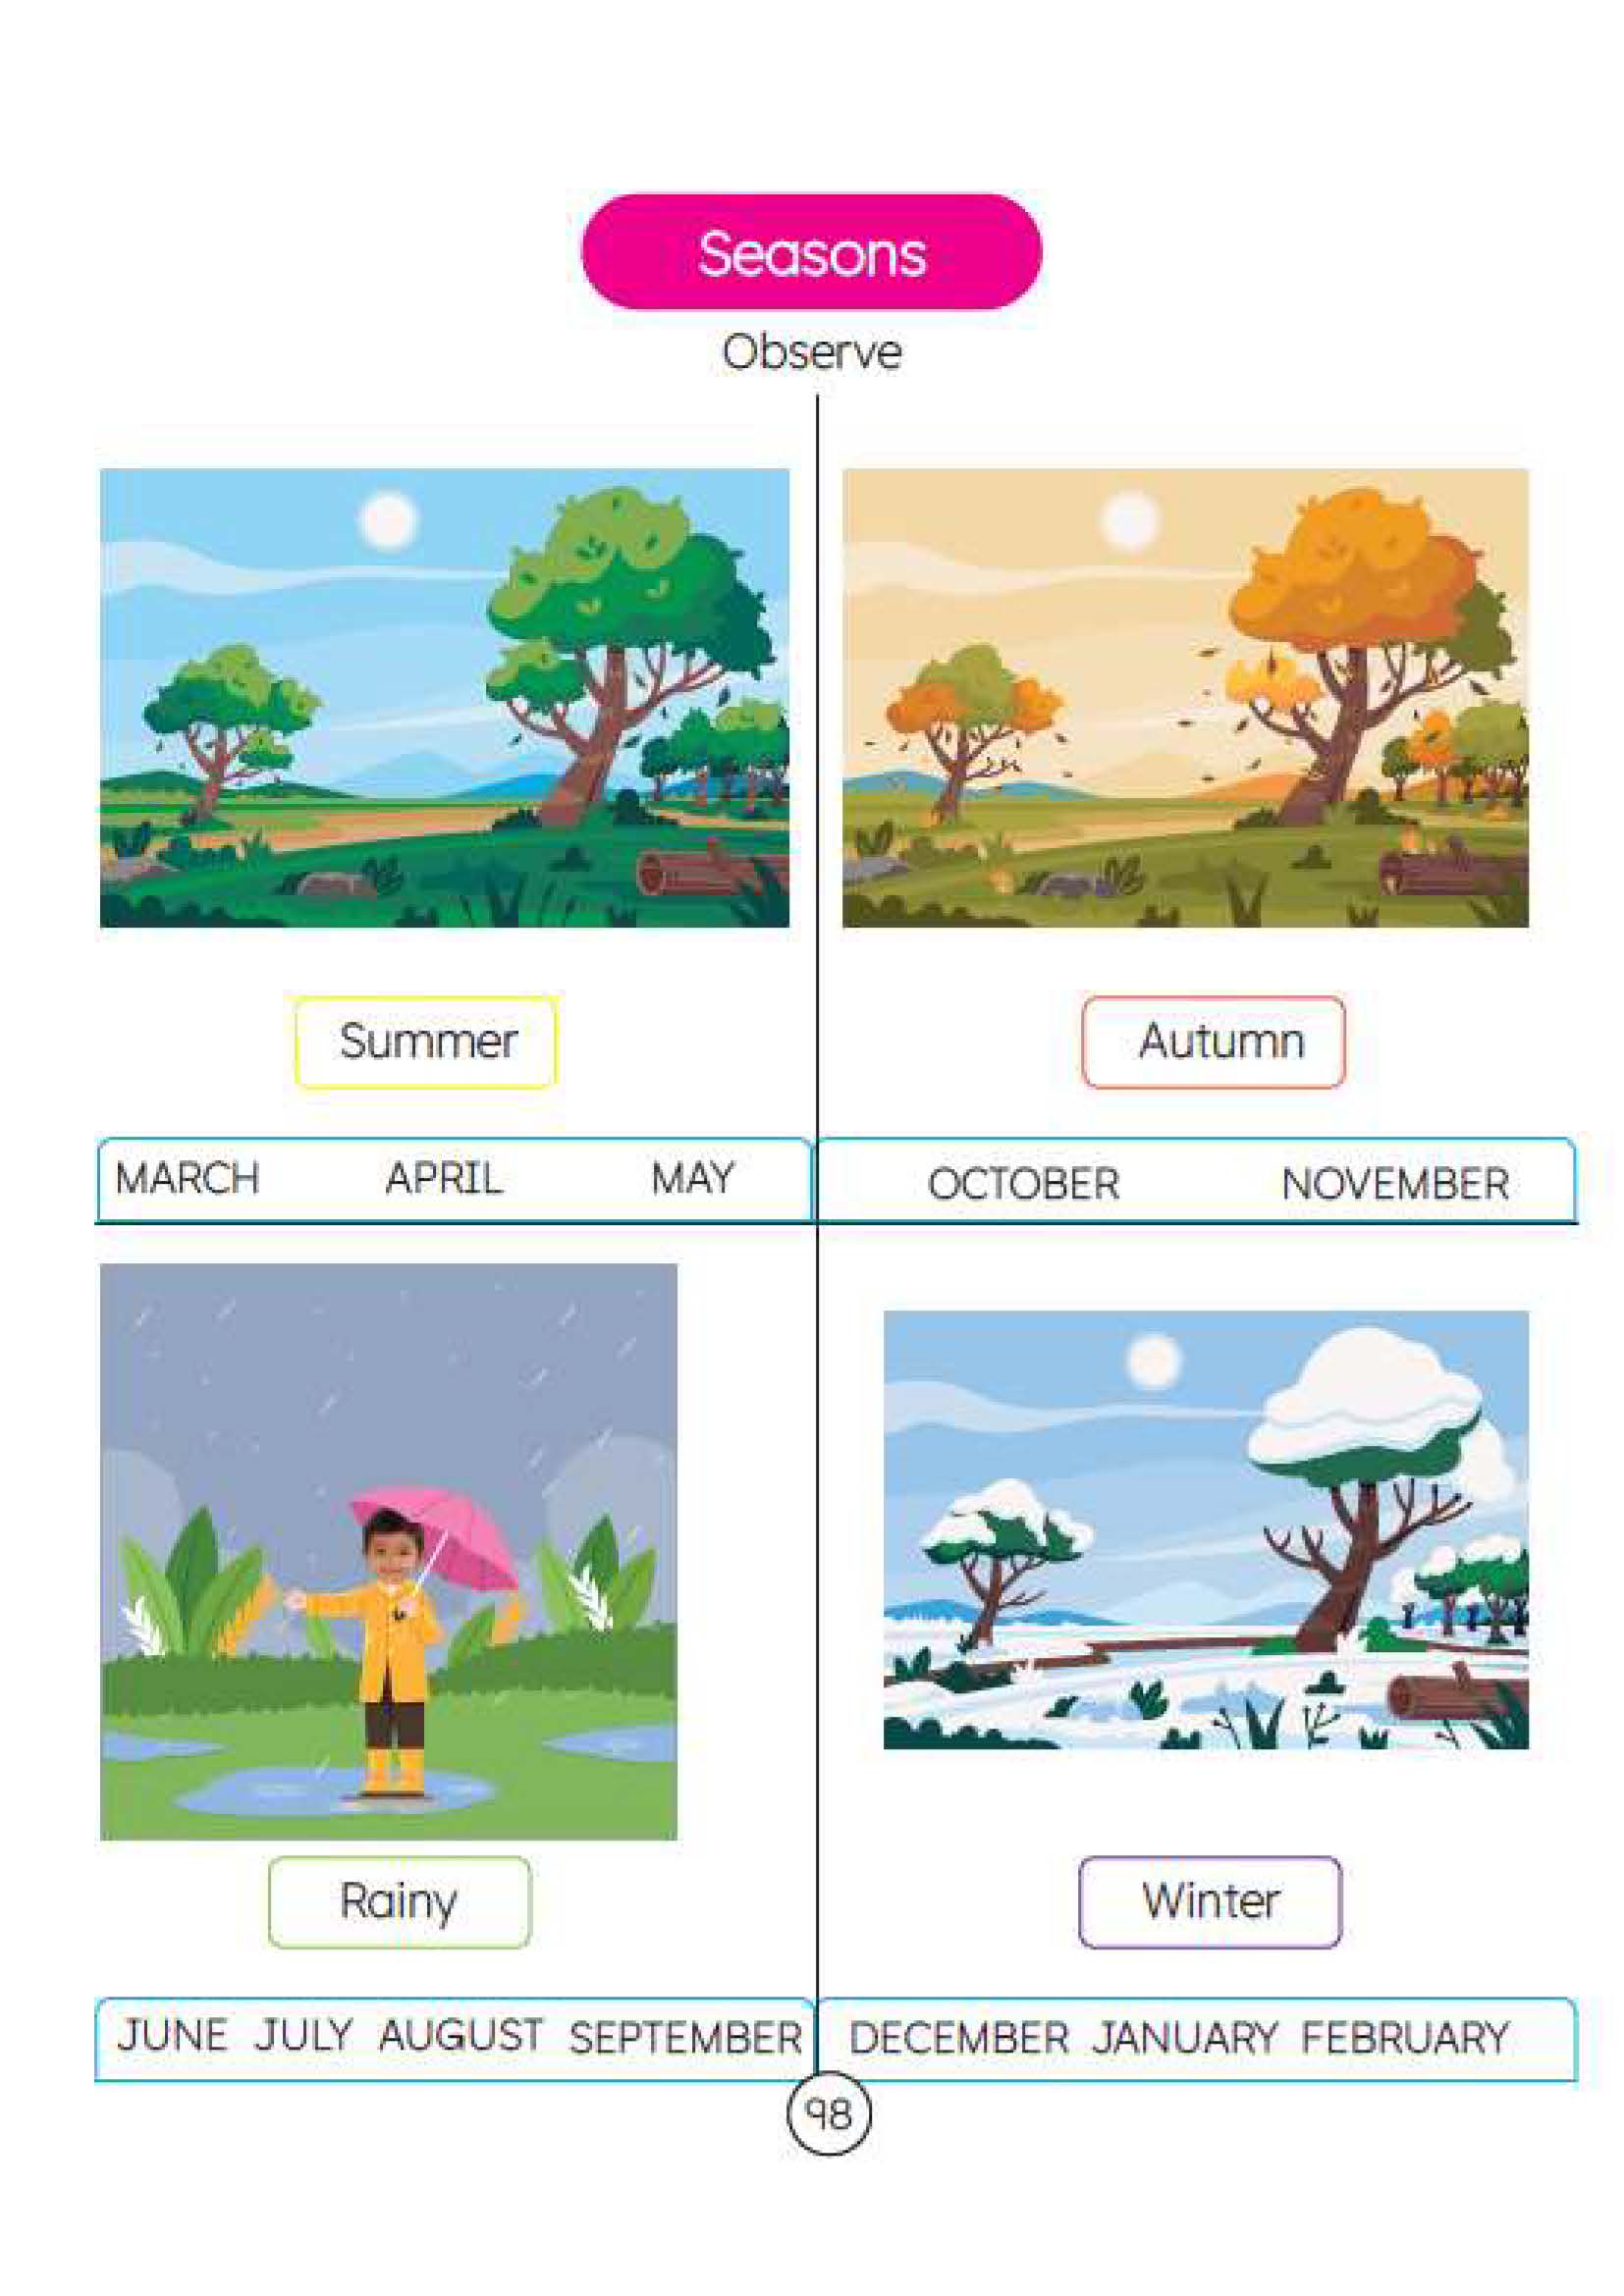 Seasons
Observe
Summer
Autumn
MARCH APRIL MAY
OCTOBER NOVEMBER
Rainy
Winter
JUNE JULY AUGUST SEPTEMBER
DECEMBER JANUARY FEBRUARY
98